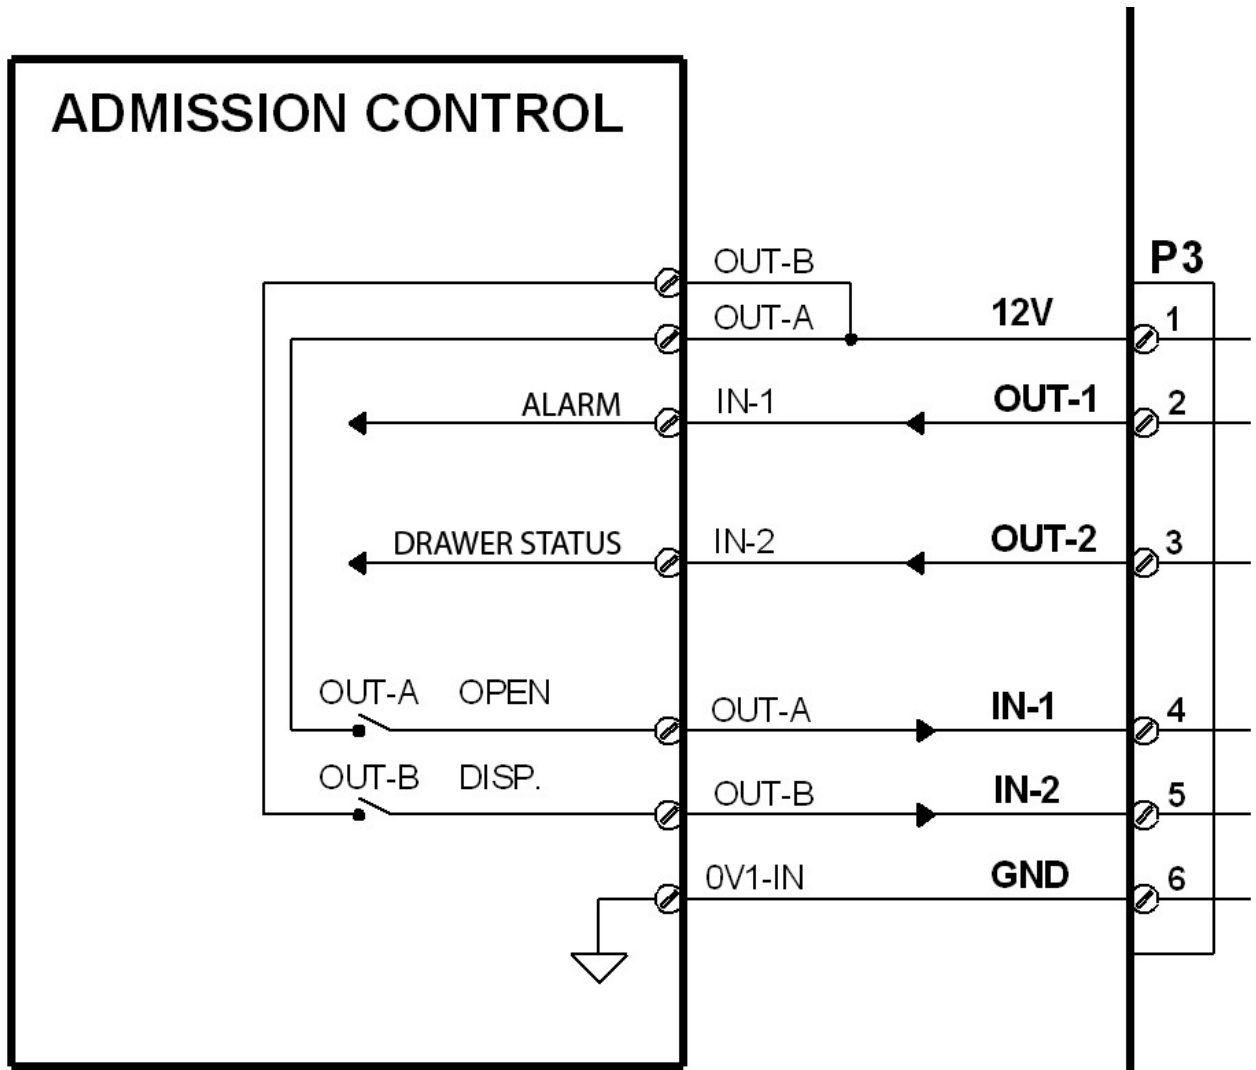 ADMISSION CONTROL
OUT-B
P3
OUT-A 12V 1
ALARM IN-1 OUT-1 2
DRAWER STATUS IN-2 OUT-2 3
OUT-A OPEN OUT-A IN-1 4
OUT-B DISP. OUT-B IN-2 5
0V1-IN GND 6